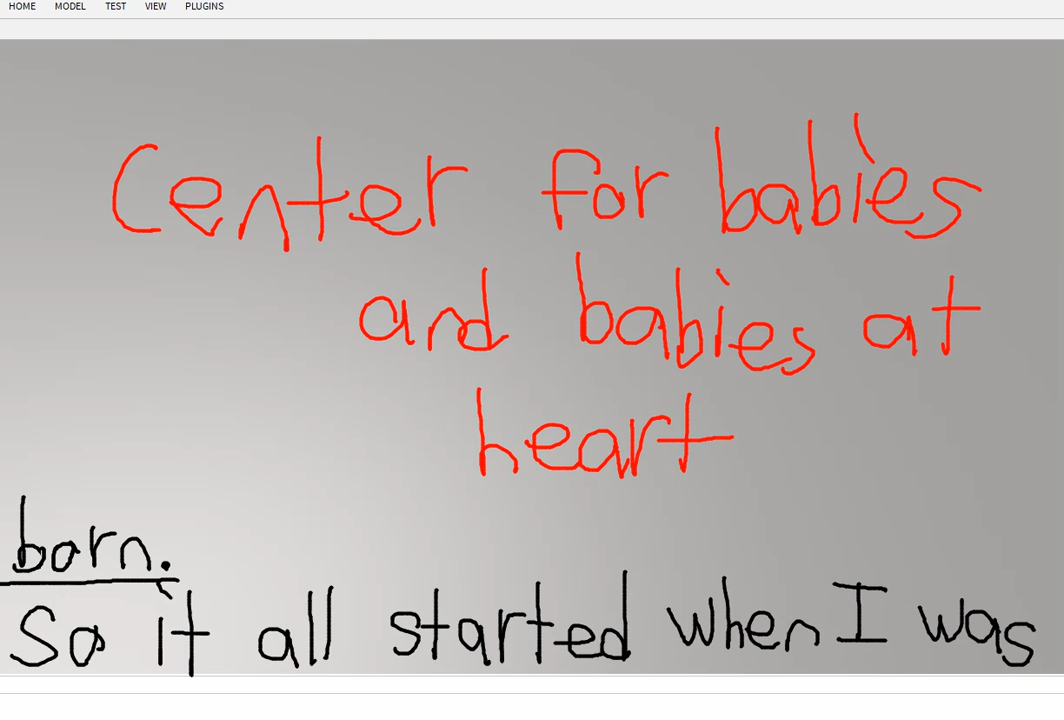 HOME MODEL TEST VIEW PLUGINS
Center for babies
and babies at
heart
born.
So it all started when I was